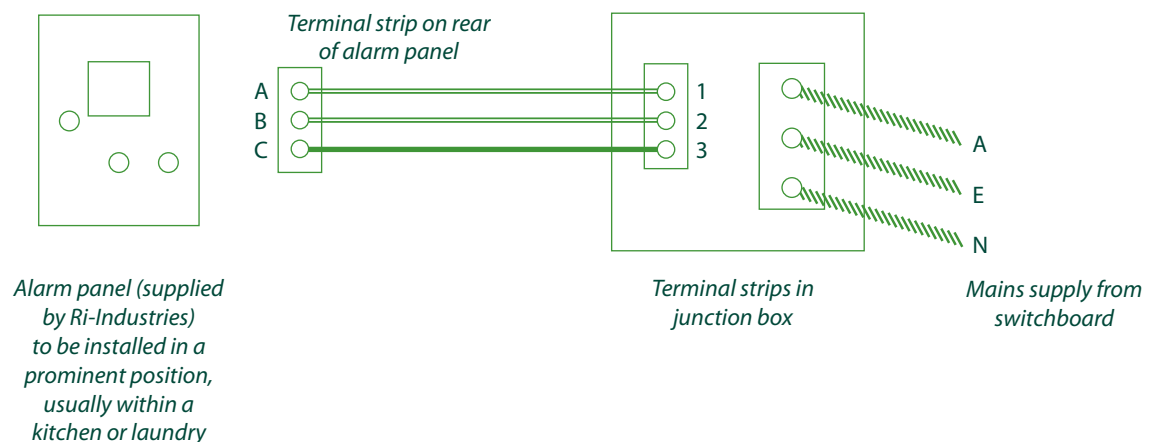 Terminal strip on rear
of alarm panel
A
B
C
1
2
3
A
E
N
Alarm panel (supplied
by Ri-Industries)
to be installed in a
prominent position,
usually within a
kitchen or laundry
Terminal strips in
junction box
Mains supply from
switchboard